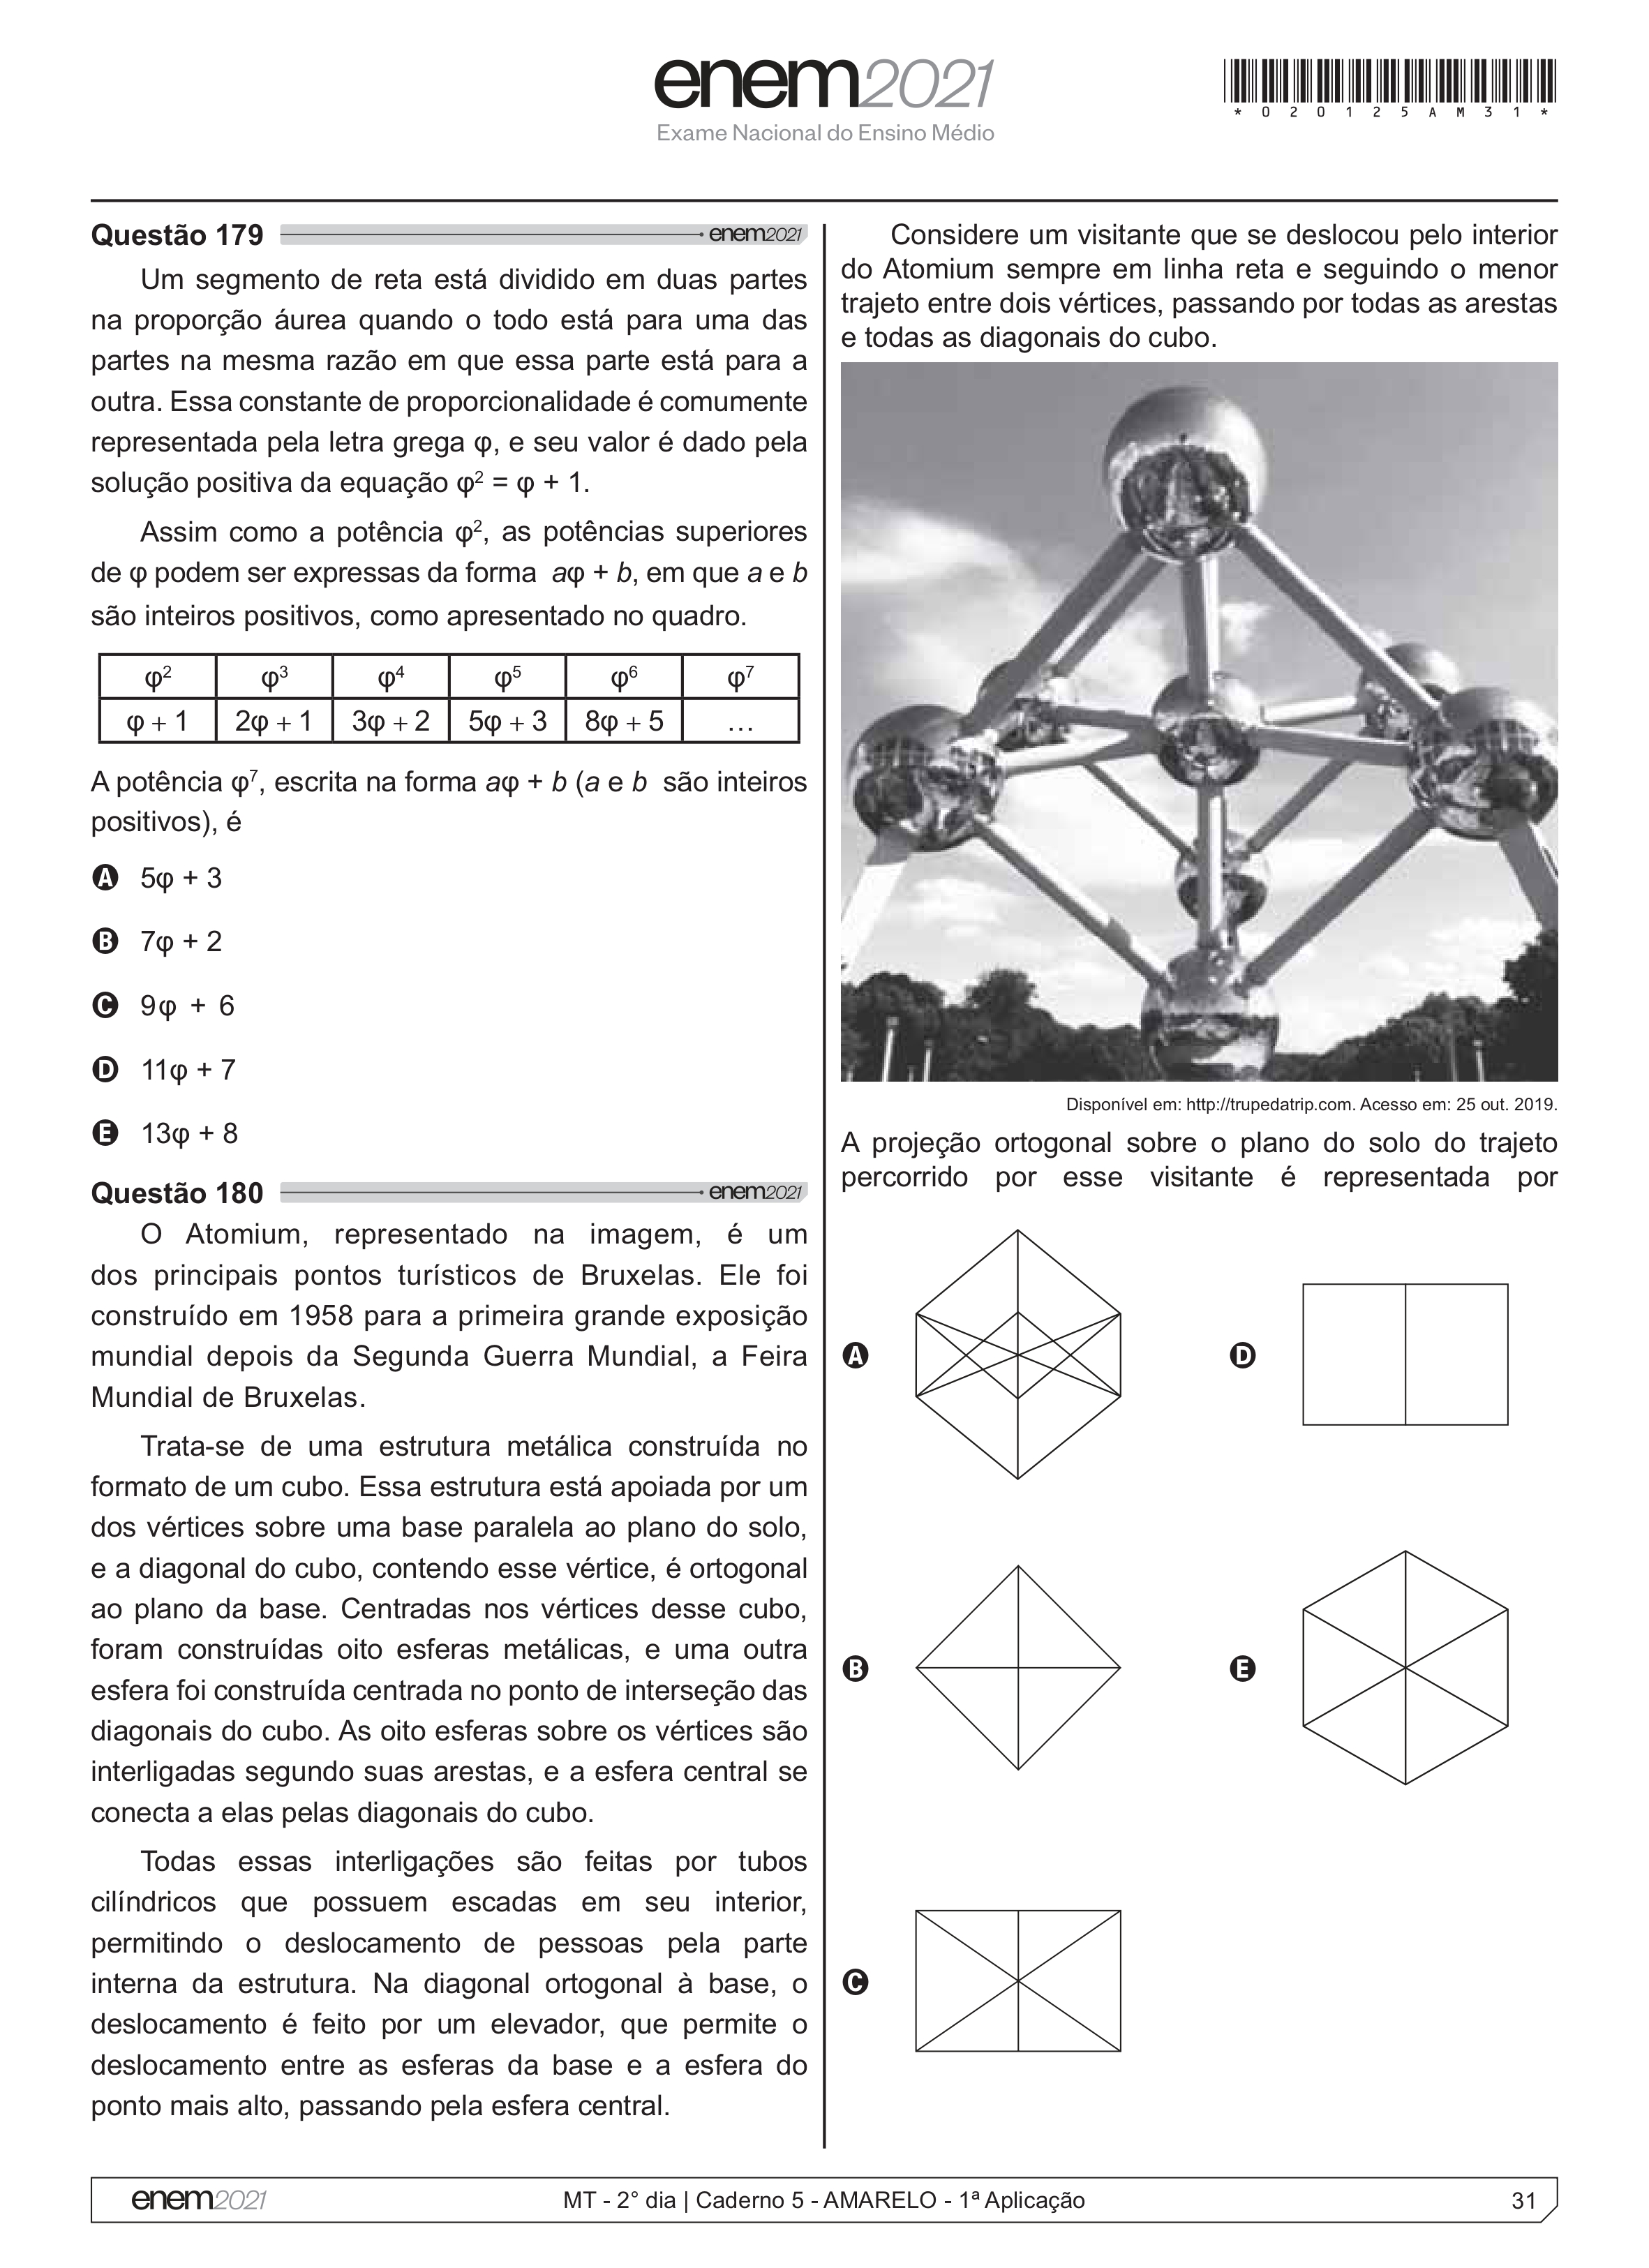 enem2021
Exame Nacional do Ensino Médio
* 0 2 0 1 2 5 A M 3 1 *
Questão 179
enem2021
Um segmento de reta está dividido em duas partes
na proporção áurea quando o todo está para uma das
partes na mesma razão em que essa parte está para a
outra. Essa constante de proporcionalidade é comumente
representada pela letra grega φ, e seu valor é dado pela
solução positiva da equação φ² = φ + 1.
Assim como a potência φ², as potências superiores
de φ podem ser expressas da forma aφ + b, em que a e b
são inteiros positivos, como apresentado no quadro.
φ² φ³ φ⁴ φ⁵ φ⁶ φ⁷
φ + 1 2φ + 1 3φ + 2 5φ + 3 8φ + 5 ...
A potência φ⁷, escrita na forma aφ + b (a e b são inteiros
positivos), é
A 5φ + 3
B 7φ + 2
C 9φ + 6
D 11φ + 7
E 13φ + 8
Questão 180
enem2021
O Atomium, representado na imagem, é um
dos principais pontos turísticos de Bruxelas. Ele foi
construído em 1958 para a primeira grande exposição
mundial depois da Segunda Guerra Mundial, a Feira
Mundial de Bruxelas.
Trata-se de uma estrutura metálica construída no
formato de um cubo. Essa estrutura está apoiada por um
dos vértices sobre uma base paralela ao plano do solo,
e a diagonal do cubo, contendo esse vértice, é ortogonal
ao plano da base. Centradas nos vértices desse cubo,
foram construídas oito esferas metálicas, e uma outra
esfera foi construída centrada no ponto de interseção das
diagonais do cubo. As oito esferas sobre os vértices são
interligadas segundo suas arestas, e a esfera central se
conecta a elas pelas diagonais do cubo.
Todas essas interligações são feitas por tubos
cilíndricos que possuem escadas em seu interior,
permitindo o deslocamento de pessoas pela parte
interna da estrutura. Na diagonal ortogonal à base, o
deslocamento é feito por um elevador, que permite o
deslocamento entre as esferas da base e a esfera do
ponto mais alto, passando pela esfera central.
Considere um visitante que se deslocou pelo interior
do Atomium sempre em linha reta e seguindo o menor
trajeto entre dois vértices, passando por todas as arestas
e todas as diagonais do cubo.
Disponível em: http://trupedatrip.com. Acesso em: 25 out. 2019.
A projeção ortogonal sobre o plano do solo do trajeto
percorrido por esse visitante é representada por
A
D
B
E
C
enem2021
MT - 2° dia | Caderno 5 - AMARELO - 1ª Aplicação
31